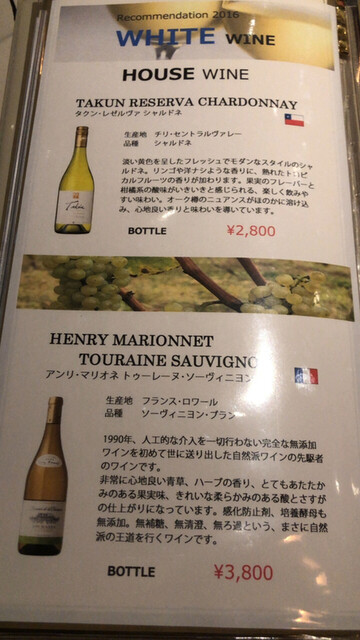 Recommendation 2016
WHITE WINE
HOUSE WINE
TAKUN RESERVA CHARDONNAY
タクン・レゼルヴァ シャルドネ
生産地 チリ・セントラルヴァレー
品種 シャルドネ
淡い黄色を呈したフレッシュでモダンなスタイルのシャ
ルドネ。リンゴや洋ナシような香りに、熟れたトロピ
カルフルーツの香りが加わります。果実のフレーバーと
柑橘系の酸味がいきいきと感じられる、楽しく飲みや
すい味わい。オーク樽のニュアンスがほのかに溶け込
み、心地良い香りと味わいを導いています。
Takun
BOTTLE ¥2,800
HENRY MARIONNET
TOURAINE SAUVIGNO
アンリ・マリオネ トゥーレーヌ・ソーヴィニヨン
生産地 フランス・ロワール
品種 ソーヴィニヨン・ブラン
1990年、人工的な介入を一切行わない完全な無添加
ワインを初めて世に送り出した自然派ワインの先駆者
のワインです。
非常に心地良い青草、ハーブの香り、とてもあたたか
かみのある果実味、きれいな柔らかみのある酸とさすが
の仕上がりになっています。感化防止剤、培養酵母も
無添加。無補糖、無清澄、無ろ過という、まさに自然
派の王道を行くワインです。
BOTTLE ¥3,800